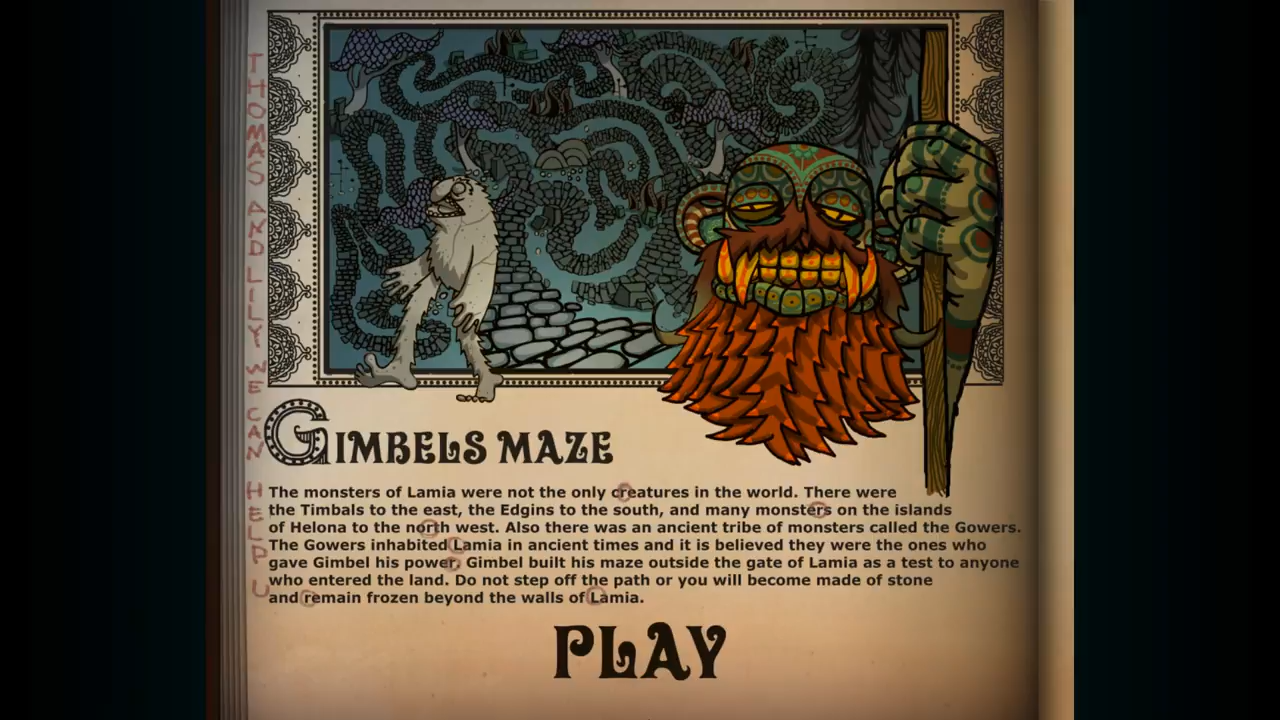 THOMAS AND LILY WE CAN HELP U
GIMBELS MAZE
The monsters of Lamia were not the only creatures in the world. There were
the Timbals to the east, the Edgins to the south, and many monsters on the islands
of Helona to the north west. Also there was an ancient tribe of monsters called the Gowers.
The Gowers inhabited Lamia in ancient times and it is believed they were the ones who
gave Gimbel his power. Gimbel built his maze outside the gate of Lamia as a test to anyone
who entered the land. Do not step off the path or you will become made of stone
and remain frozen beyond the walls of Lamia.
PLAY